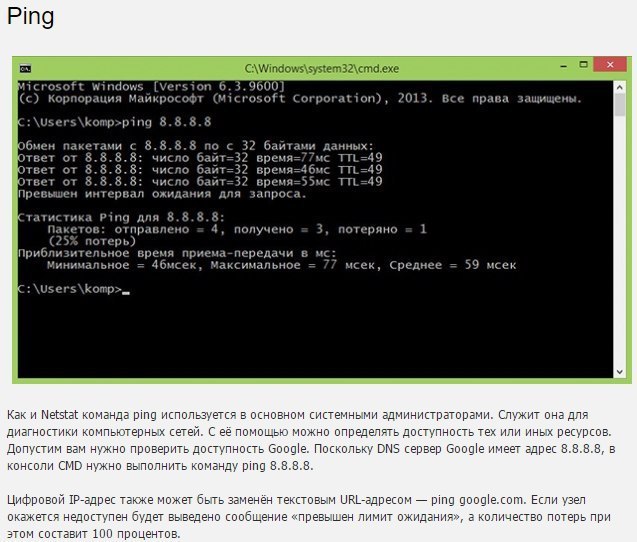 Ping
C:\Windows\system32\cmd.exe
Microsoft Windows [Version 6.3.9600]
(c) Корпорация Майкрософт (Microsoft Corporation), 2013. Все права защищены.
C:\Users\komp>ping 8.8.8.8
Обмен пакетами с 8.8.8.8 по с 32 байтами данных:
Ответ от 8.8.8.8: число байт=32 время=77мс TTL=49
Ответ от 8.8.8.8: число байт=32 время=46мс TTL=49
Ответ от 8.8.8.8: число байт=32 время=55мс TTL=49
Превышен интервал ожидания для запроса.
Статистика Ping для 8.8.8.8:
Пакетов: отправлено = 4, получено = 3, потеряно = 1
(25% потерь)
Приблизительное время приема-передачи в мс:
Минимальное = 46мсек, Максимальное = 77 мсек, Среднее = 59 мсек
C:\Users\komp>_
Как и Netstat команда ping используется в основном системными администраторами. Служит она для
диагностики компьютерных сетей. С её помощью можно определять доступность тех или иных ресурсов.
Допустим вам нужно проверить доступность Google. Поскольку DNS сервер Google имеет адрес 8.8.8.8, в
консоли CMD нужно выполнить команду ping 8.8.8.8.
Цифровой IP-адрес также может быть заменён текстовым URL-адресом — ping google.com. Если узел
окажется недоступен будет выведено сообщение «превышен лимит ожидания», а количество потерь при
этом составит 100 процентов.